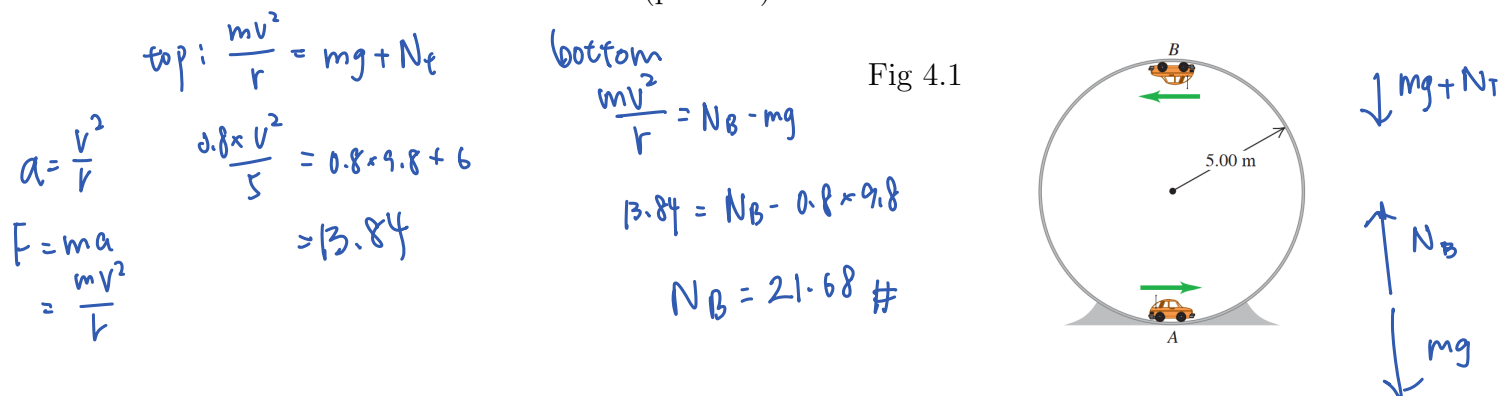 top: mv²/r = mg + Nt
a = v²/r
0.8×v²/5 = 0.8×9.8 + 6
F = ma
= 13.84
= mv²/r
bottom
mv²/r = NB - mg
13.84 = NB - 0.8×9.8
NB = 21.68 #
Fig 4.1
B
5.00 m
A
mg + NT
NB
mg